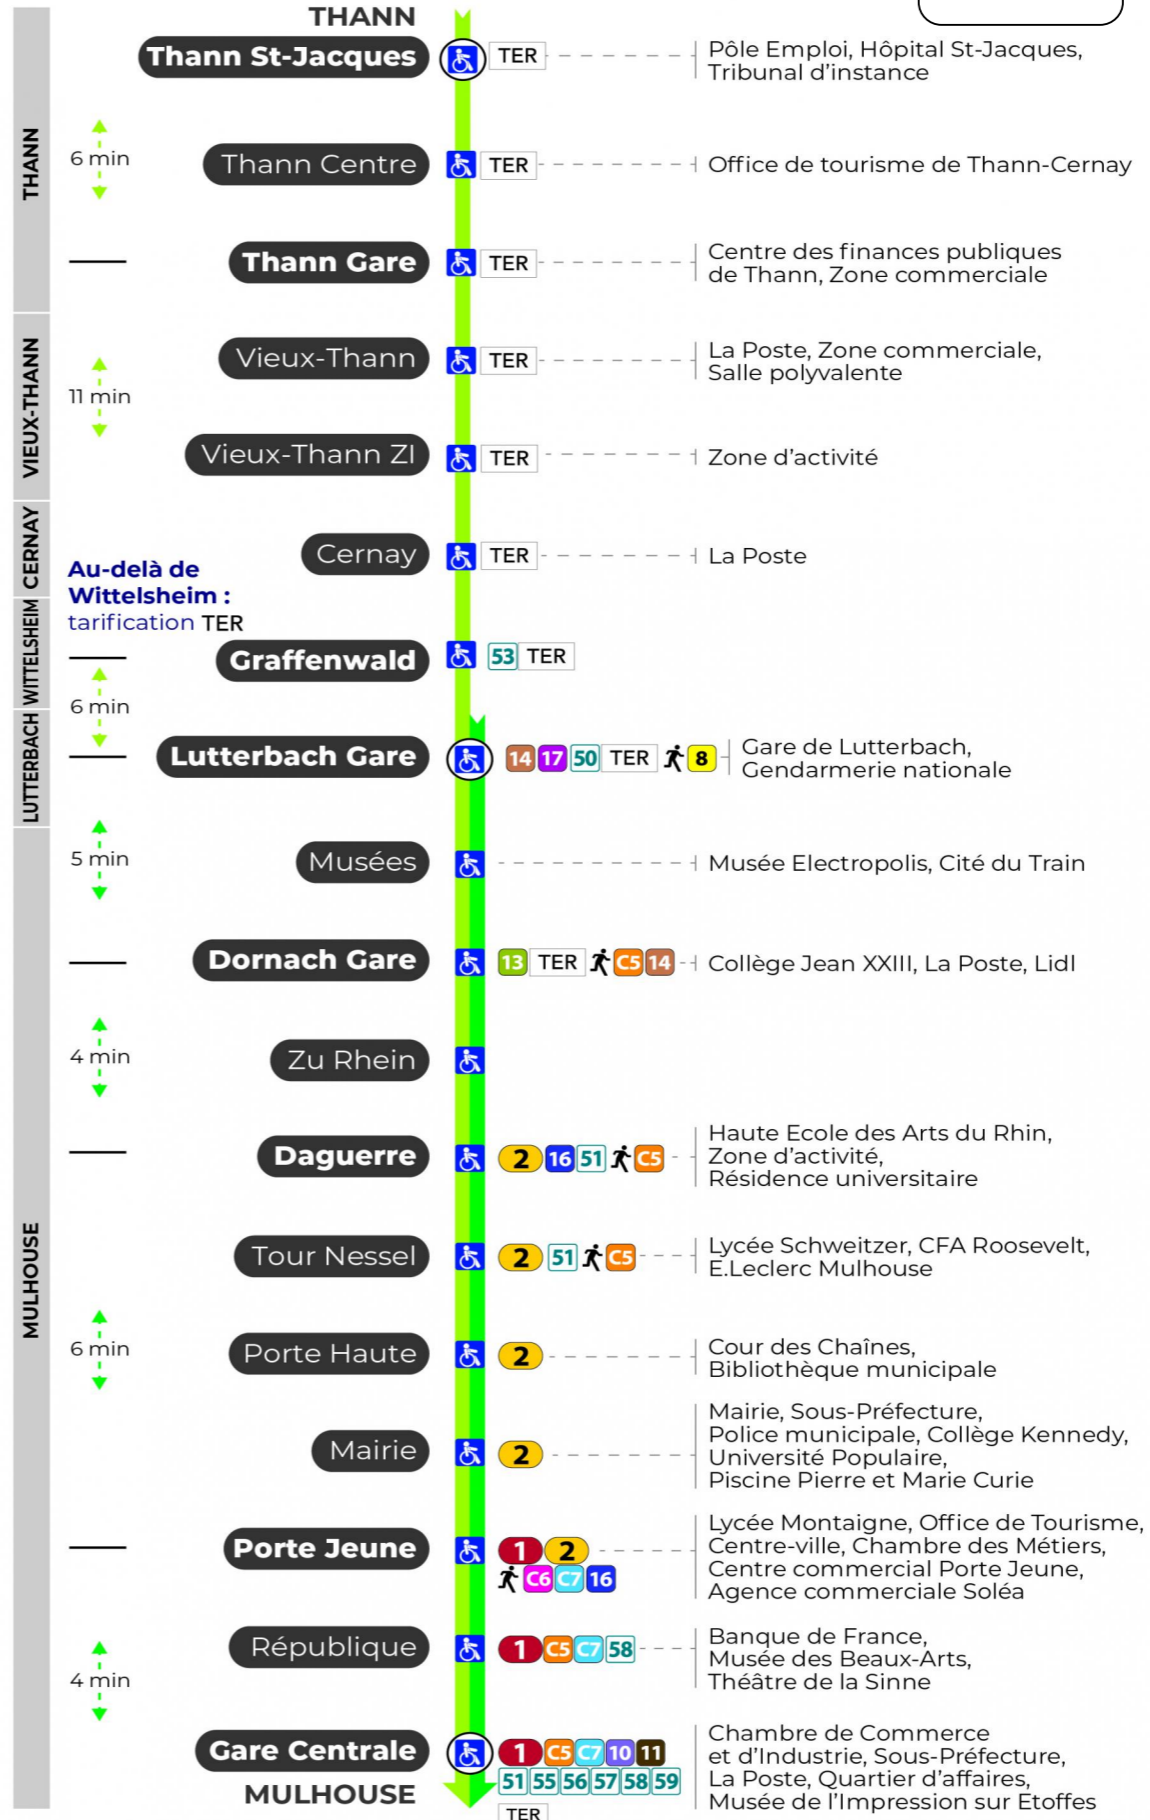 THANN
Thann St-Jacques TER Pôle Emploi, Hôpital St-Jacques,
Tribunal d'instance
THANN
6 min
Thann Centre TER Office de tourisme de Thann-Cernay
Thann Gare TER Centre des finances publiques
de Thann, Zone commerciale
VIEUX-THANN
Vieux-Thann TER La Poste, Zone commerciale,
Salle polyvalente
11 min
Vieux-Thann ZI TER Zone d'activité
CERNAY
Cernay TER La Poste
Au-delà de
Wittelsheim :
tarification TER
WITTELSHEIM
Graffenwald 53 TER
6 min
LUTTERBACH
Lutterbach Gare 14 17 50 TER 8 Gare de Lutterbach,
Gendarmerie nationale
MULHOUSE
5 min
Musées Musée Electropolis, Cité du Train
Dornach Gare 13 TER C5 14 Collège Jean XXIII, La Poste, Lidl
4 min
Zu Rhein
Daguerre 2 16 51 C5 Haute Ecole des Arts du Rhin,
Zone d'activité,
Résidence universitaire
Tour Nessel 2 51 C5 Lycée Schweitzer, CFA Roosevelt,
E.Leclerc Mulhouse
6 min
Porte Haute 2 Cour des Chaînes,
Bibliothèque municipale
Mairie 2 Mairie, Sous-Préfecture,
Police municipale, Collège Kennedy,
Université Populaire,
Piscine Pierre et Marie Curie
Porte Jeune 1 2 Lycée Montaigne, Office de Tourisme,
Centre-ville, Chambre des Métiers,
C6 C7 16 Centre commercial Porte Jeune,
Agence commerciale Soléa
République 1 C5 C7 58 Banque de France,
Musée des Beaux-Arts,
Théâtre de la Sinne
4 min
Gare Centrale 1 C5 C7 10 11 Chambre de Commerce
et d'Industrie, Sous-Préfecture,
MULHOUSE 51 55 56 57 58 59 La Poste, Quartier d'affaires,
Musée de l'Impression sur Etoffes
TER